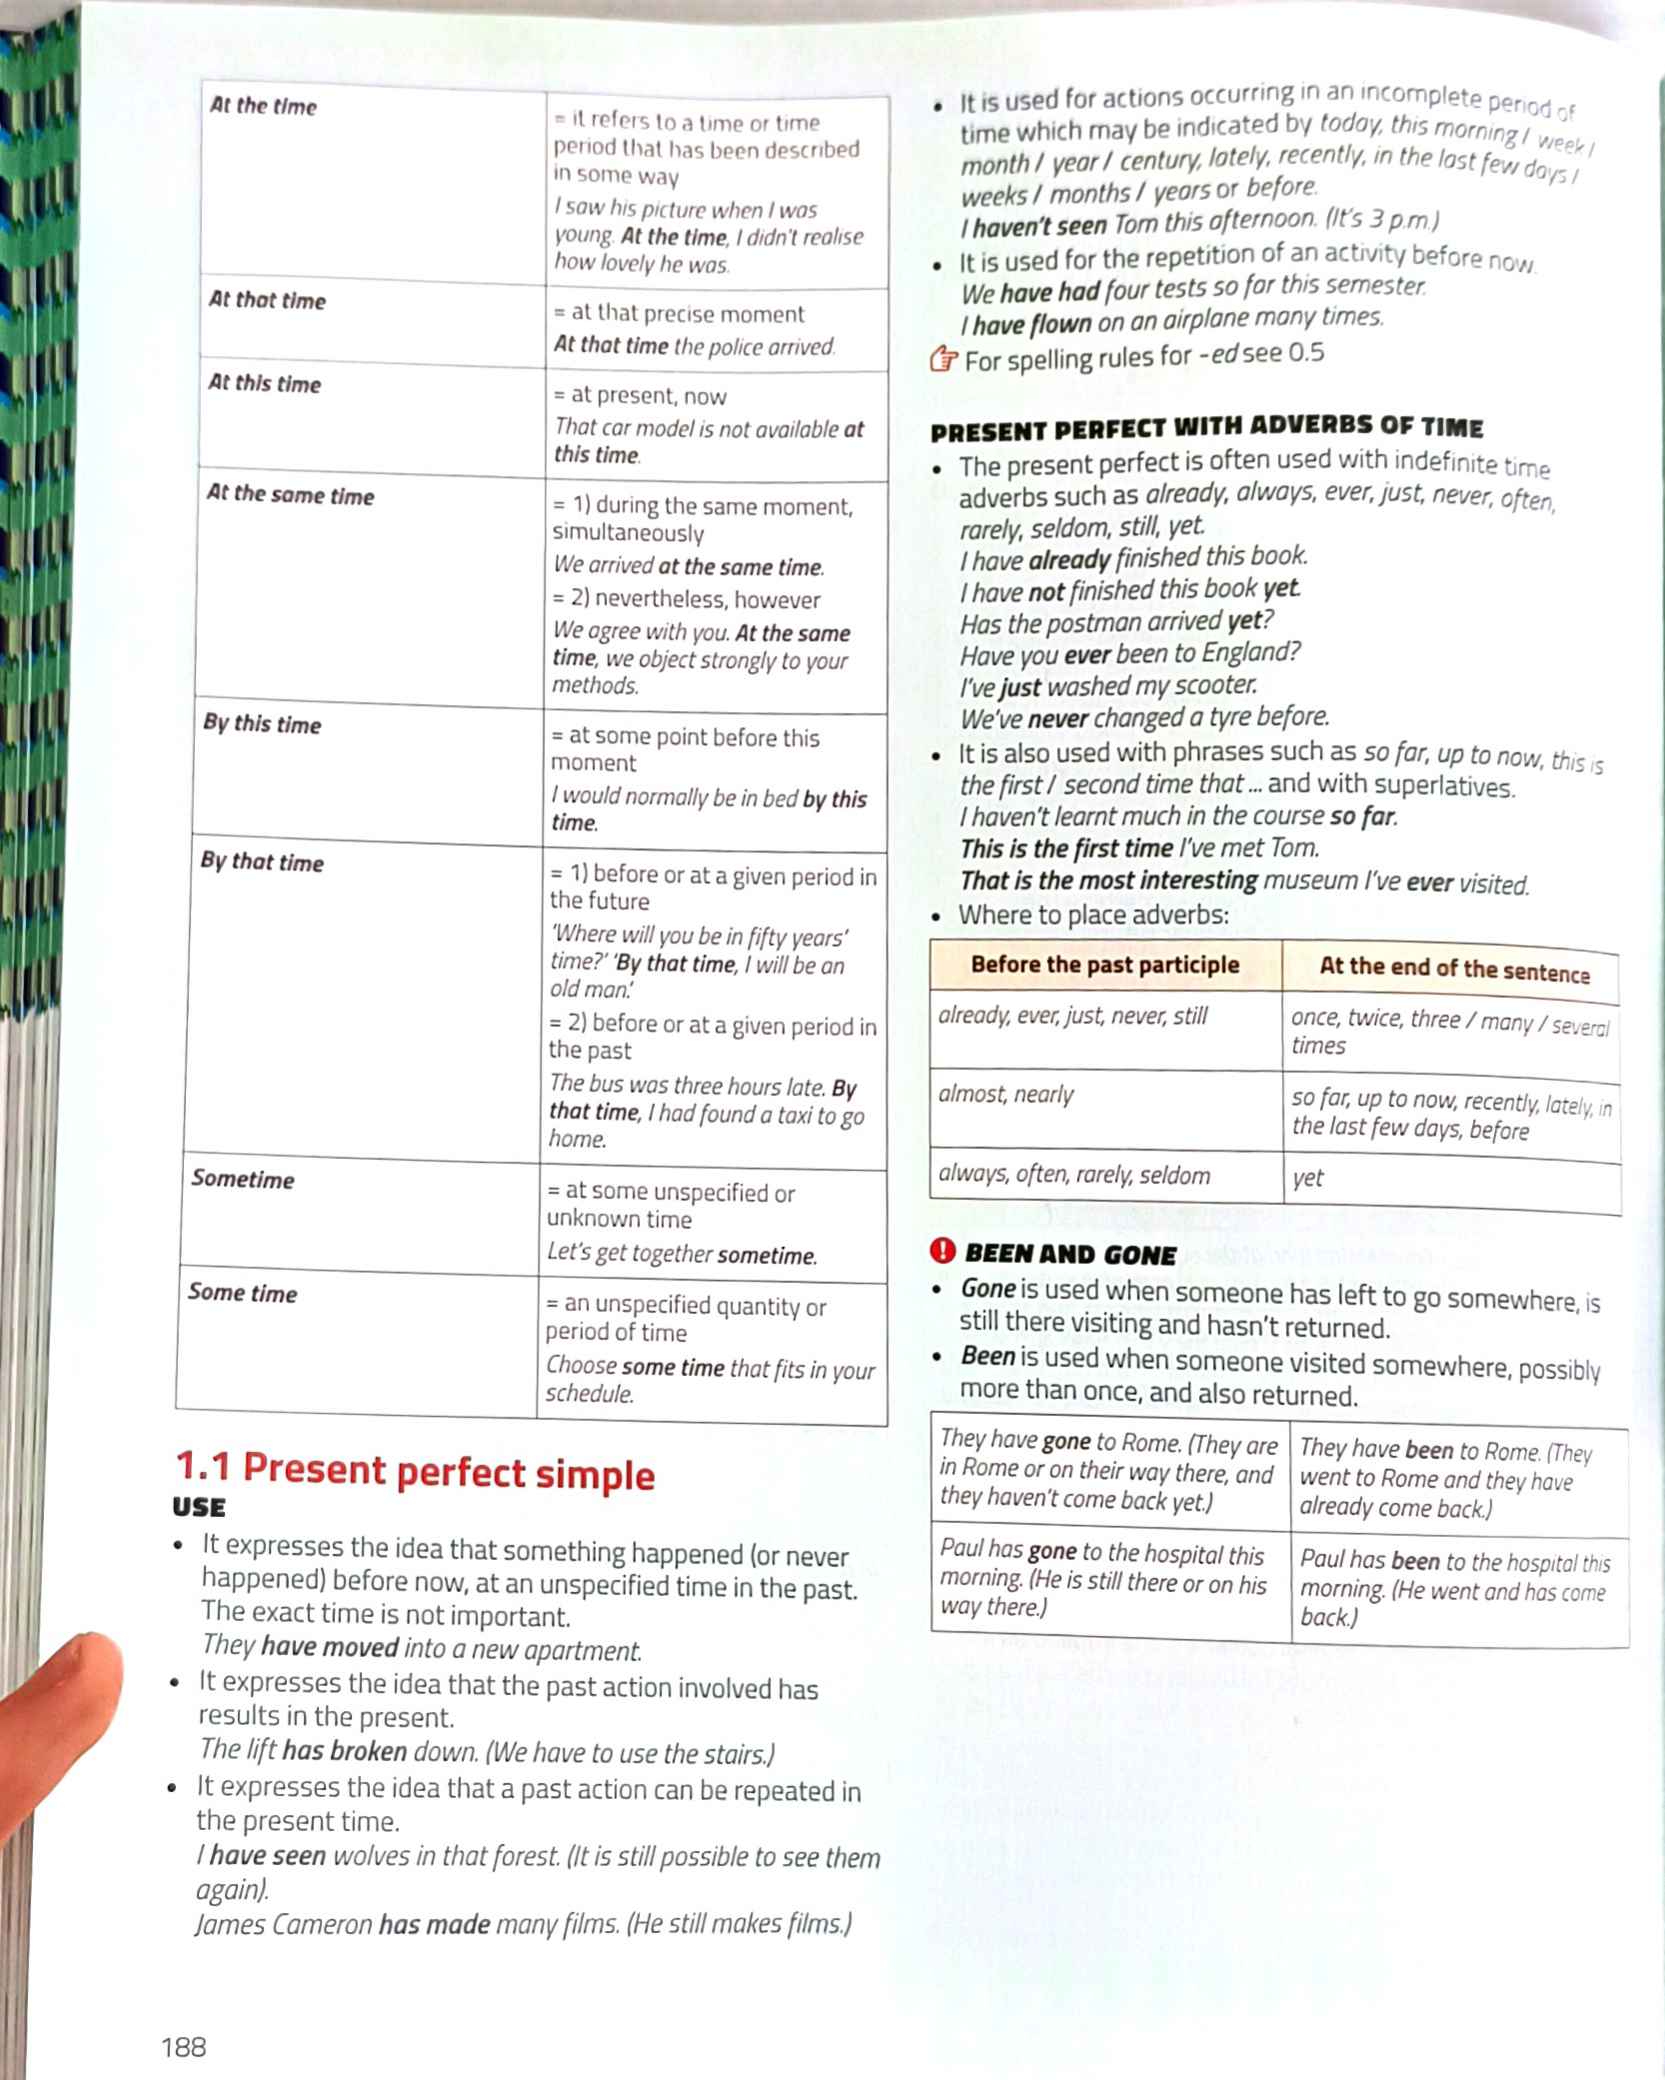 At the time
= it refers to a time or time
period that has been described
in some way
I saw his picture when I was
young. At the time, I didn't realise
how lovely he was.
At that time
= at that precise moment
At that time the police arrived.
At this time
= at present, now
That car model is not available at
this time.
At the same time
= 1) during the same moment,
simultaneously
We arrived at the same time.
= 2) nevertheless, however
We agree with you. At the same
time, we object strongly to your
methods.
By this time
= at some point before this
moment
I would normally be in bed by this
time.
By that time
= 1) before or at a given period in
the future
'Where will you be in fifty years'
time?' 'By that time, I will be an
old man.'
= 2) before or at a given period in
the past
The bus was three hours late. By
that time, I had found a taxi to go
home.
Sometime
= at some unspecified or
unknown time
Let's get together sometime.
Some time
= an unspecified quantity or
period of time
Choose some time that fits in your
schedule.
1.1 Present perfect simple
USE
• It expresses the idea that something happened (or never
happened) before now, at an unspecified time in the past.
The exact time is not important.
They have moved into a new apartment.
• It expresses the idea that the past action involved has
results in the present.
The lift has broken down. (We have to use the stairs.)
• It expresses the idea that a past action can be repeated in
the present time.
I have seen wolves in that forest. (It is still possible to see them
again).
James Cameron has made many films. (He still makes films.)
188
• It is used for actions occurring in an incomplete period of
time which may be indicated by today, this morning / week /
month / year / century, lately, recently, in the last few days /
weeks / months / years or before.
I haven't seen Tom this afternoon. (It's 3 p.m.)
• It is used for the repetition of an activity before now.
We have had four tests so far this semester.
I have flown on an airplane many times.
For spelling rules for -ed see 0.5
PRESENT PERFECT WITH ADVERBS OF TIME
• The present perfect is often used with indefinite time
adverbs such as already, always, ever, just, never, often,
rarely, seldom, still, yet.
I have already finished this book.
I have not finished this book yet.
Has the postman arrived yet?
Have you ever been to England?
I've just washed my scooter.
We've never changed a tyre before.
• It is also used with phrases such as so far, up to now, this is
the first / second time that ... and with superlatives.
I haven't learnt much in the course so far.
This is the first time I've met Tom.
That is the most interesting museum I've ever visited.
• Where to place adverbs:
Before the past participle
At the end of the sentence
already, ever, just, never, still
once, twice, three / many / several
times
almost, nearly
so far, up to now, recently, lately, in
the last few days, before
always, often, rarely, seldom
yet
! BEEN AND GONE
• Gone is used when someone has left to go somewhere, is
still there visiting and hasn't returned.
• Been is used when someone visited somewhere, possibly
more than once, and also returned.
They have gone to Rome. (They are
in Rome or on their way there, and
they haven't come back yet.)
They have been to Rome. (They
went to Rome and they have
already come back.)
Paul has gone to the hospital this
morning. (He is still there or on his
way there.)
Paul has been to the hospital this
morning. (He went and has come
back.)